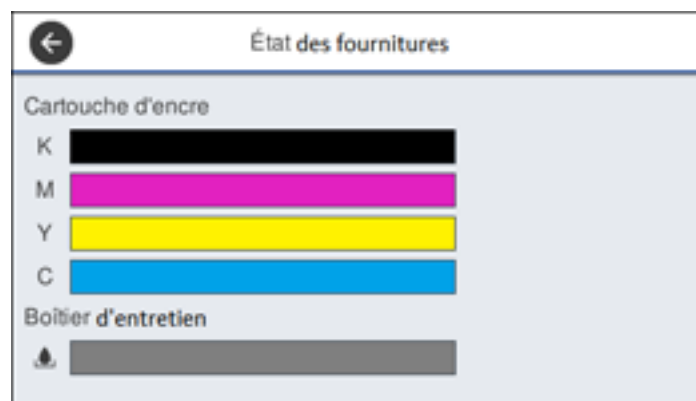 État des fournitures
Cartouche d'encre
K
M
Y
C
Boîtier d'entretien